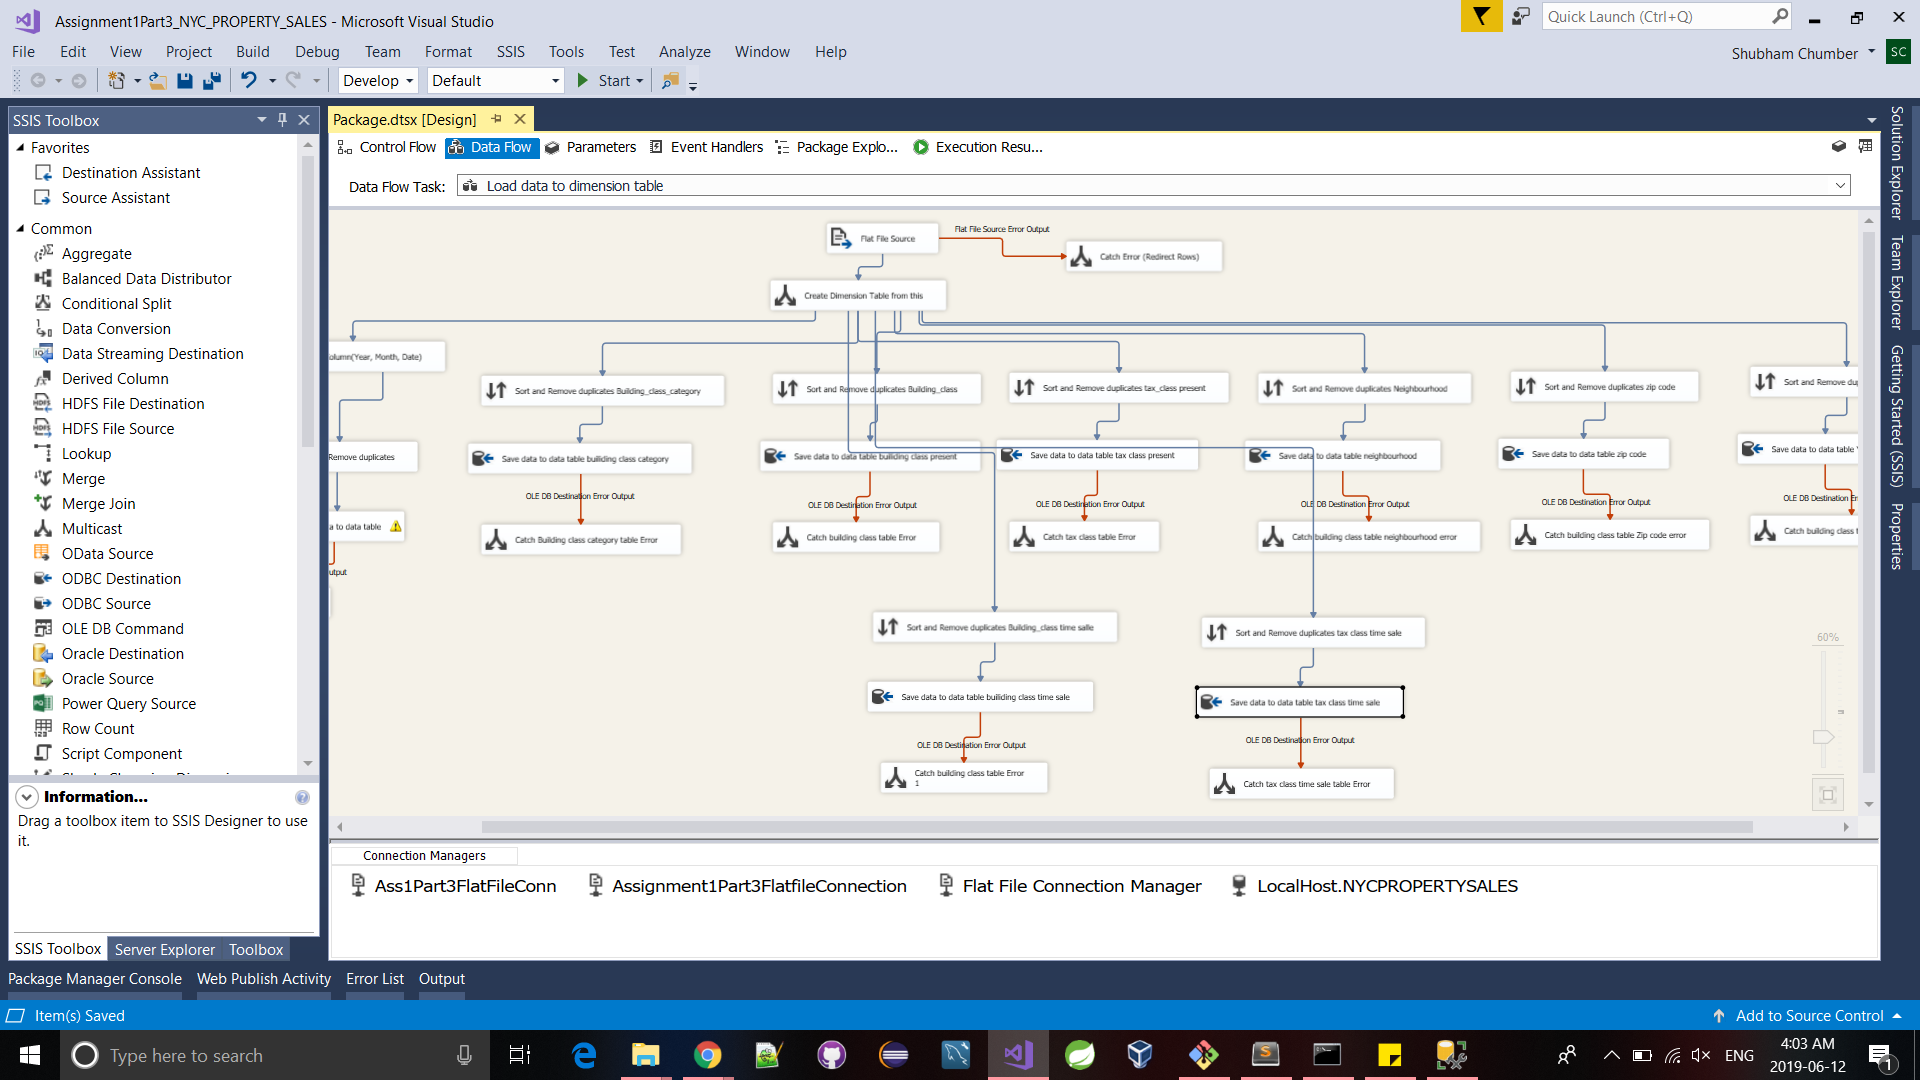 Assignment1Part3_NYC_PROPERTY_SALES - Microsoft Visual Studio
Quick Launch (Ctrl+Q)
File Edit View Project Build Debug Team Format SSIS Tools Test Analyze Window Help
Shubham Chumber SC
Develop Default Start
SSIS Toolbox
Favorites
Destination Assistant
Source Assistant
Common
Aggregate
Balanced Data Distributor
Conditional Split
Data Conversion
Data Streaming Destination
Derived Column
HDFS File Destination
HDFS File Source
Lookup
Merge
Merge Join
Multicast
OData Source
ODBC Destination
ODBC Source
OLE DB Command
Oracle Destination
Oracle Source
Power Query Source
Row Count
Script Component
Information...
Drag a toolbox item to SSIS Designer to use
it.
SSIS Toolbox Server Explorer Toolbox
Package.dtsx [Design]
Control Flow Data Flow Parameters Event Handlers Package Explo... Execution Resu...
Data Flow Task: Load data to dimension table
Flat File Source
Flat File Source Error Output
Catch Error (Redirect Rows)
Create Dimension Table from this
olumn(Year, Month, Date)
Sort and Remove duplicates Building_class_category
Sort and Remove duplicates Building_class
Sort and Remove duplicates tax_class present
Sort and Remove duplicates Neighbourhood
Sort and Remove duplicates zip code
Sort and Remove dup
Remove duplicates
Save data to data table builiding class category
Save data to data table builiding class present
Save data to data table tax class present
Save data to data table neighbourhood
Save data to data table zip code
Save data to data table
OLE DB Destination Error Output
OLE DB Destination Error Output
OLE DB Destination Error Output
OLE DB Destination Error Output
OLE DB Destination Error Output
OLE DB Destination Er
a to data table
Catch Building class category table Error
Catch building class table Error
Catch tax class table Error
Catch building class table neighbourhood error
Catch building class table Zip code error
Catch building class t
utput
Sort and Remove duplicates Building_class time salle
Sort and Remove duplicates tax class time sale
Save data to data table builiding class time sale
Save data to data table tax class time sale
OLE DB Destination Error Output
OLE DB Destination Error Output
Catch building class table Error
1
Catch tax class time sale table Error
60%
Connection Managers
Ass1Part3FlatFileConn Assignment1Part3FlatfileConnection Flat File Connection Manager LocalHost.NYCPROPERTYSALES
Solution Explorer
Team Explorer
Getting Started (SSIS)
Properties
Package Manager Console Web Publish Activity Error List Output
Item(s) Saved
Add to Source Control
Type here to search
ENG
4:03 AM
2019-06-12
1